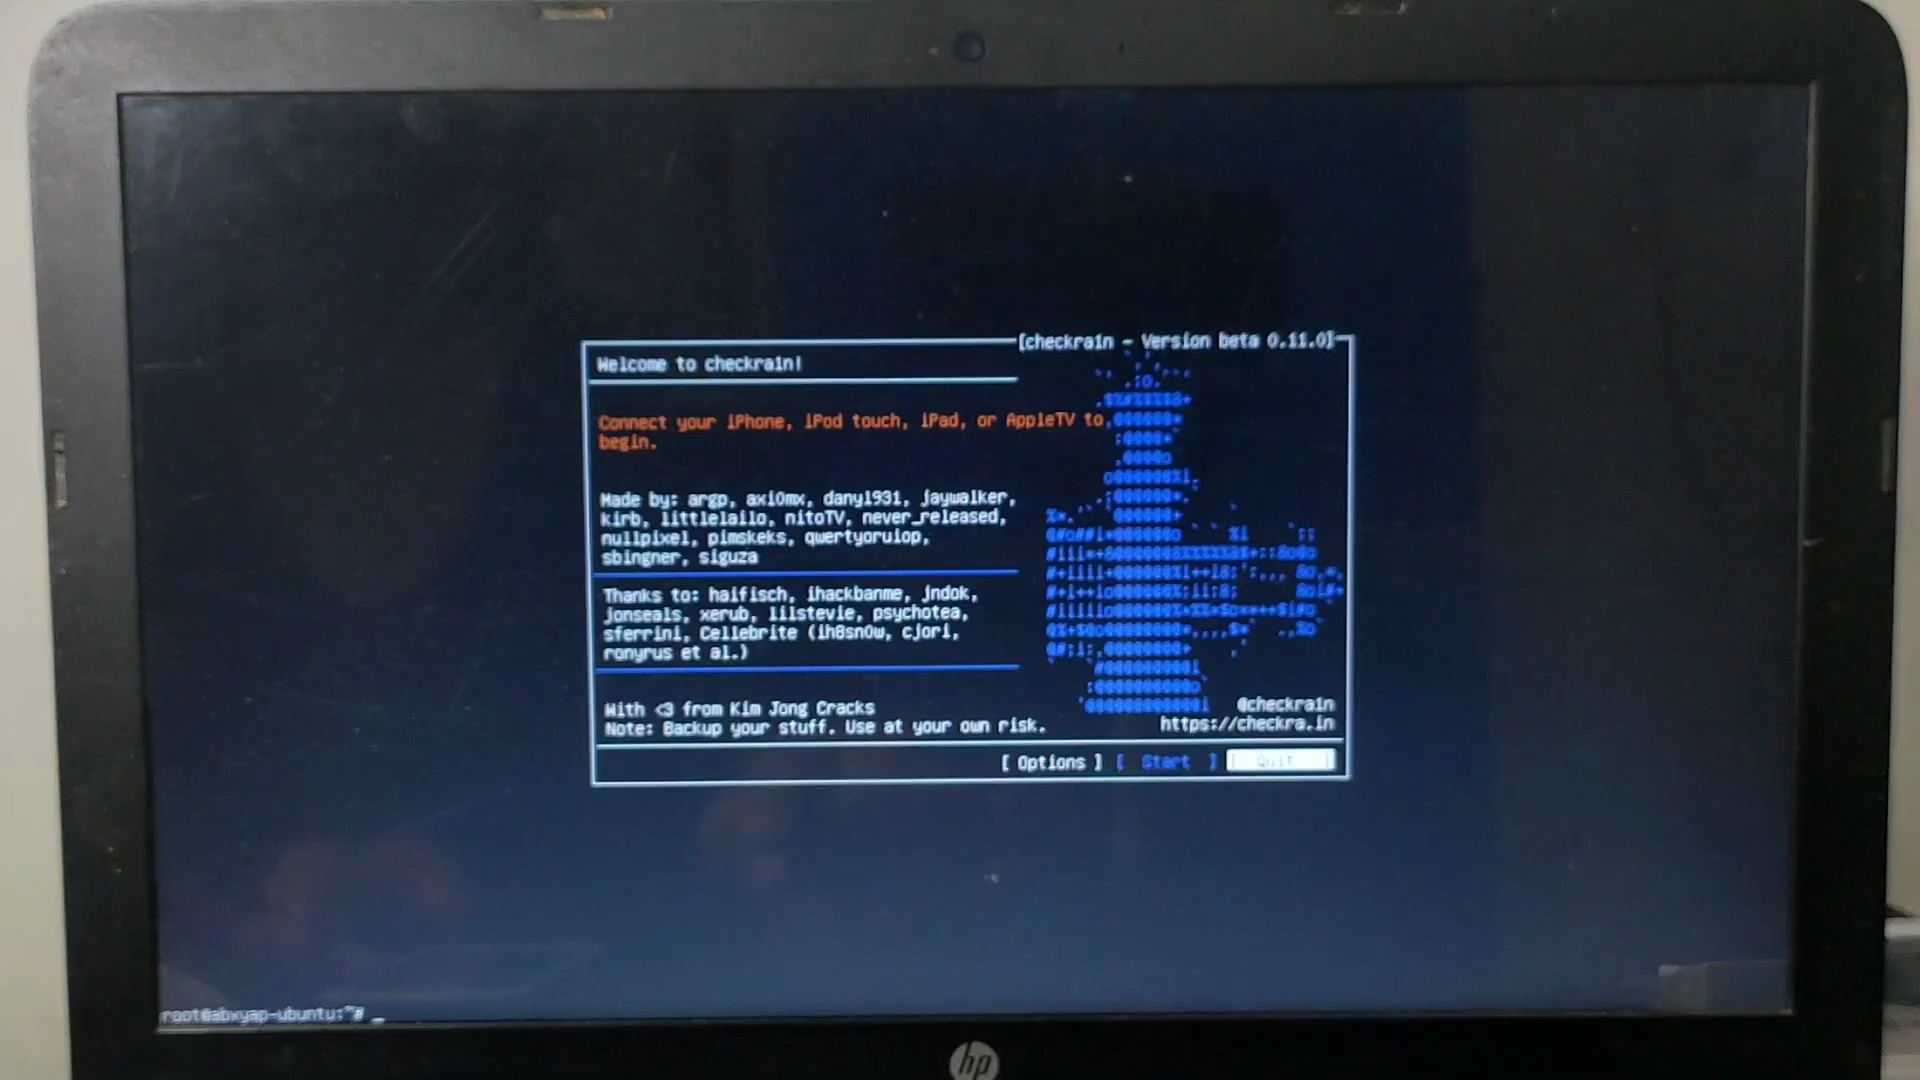 [checkra1n - Version beta 0.11.0]
Welcome to checkra1n!
Connect your iPhone, iPod touch, iPad, or AppleTV to
begin.
Made by: argp, axi0mx, danyl931, jaywalker,
kirb, littlelailo, nitoTV, never_released,
nullpixel, pimskeks, qwertyoruiop,
sbingner, siguza
Thanks to: haifisch, ihackbanme, jndok,
jonseals, xerub, lilstevie, psychotea,
sferrini, Cellebrite (ih8sn0w, cjori,
ronyrus et al.)
With <3 from Kim Jong Cracks
@checkra1n
Note: Backup your stuff. Use at your own risk.
https://checkra.in
[ Options ] [ Start ] [ Quit ]
root@abxyap-ubuntu:~# _
hp